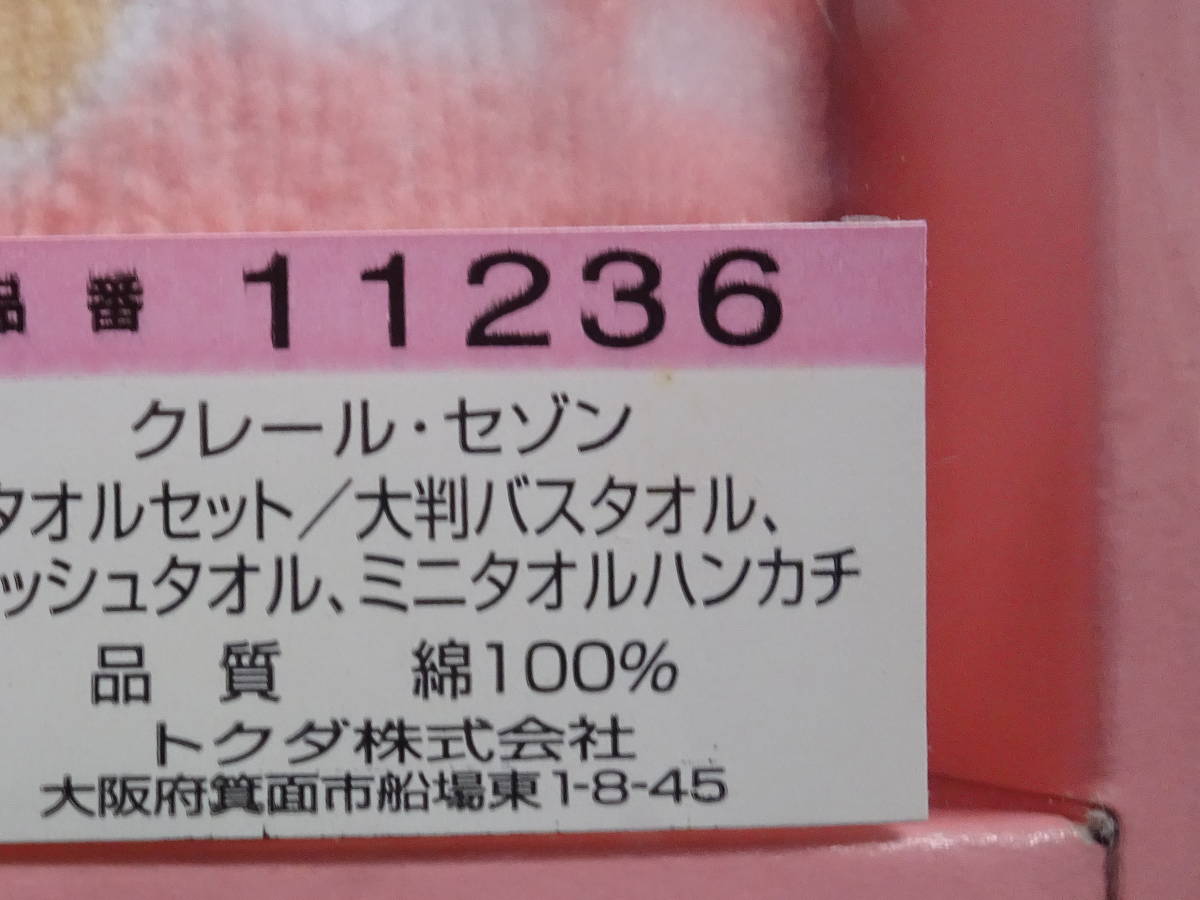 品番 11236
クレール・セゾン
タオルセット/大判バスタオル、
ッシュタオル、ミニタオルハンカチ
品質 綿100%
トクダ株式会社
大阪府箕面市船場東1-8-45